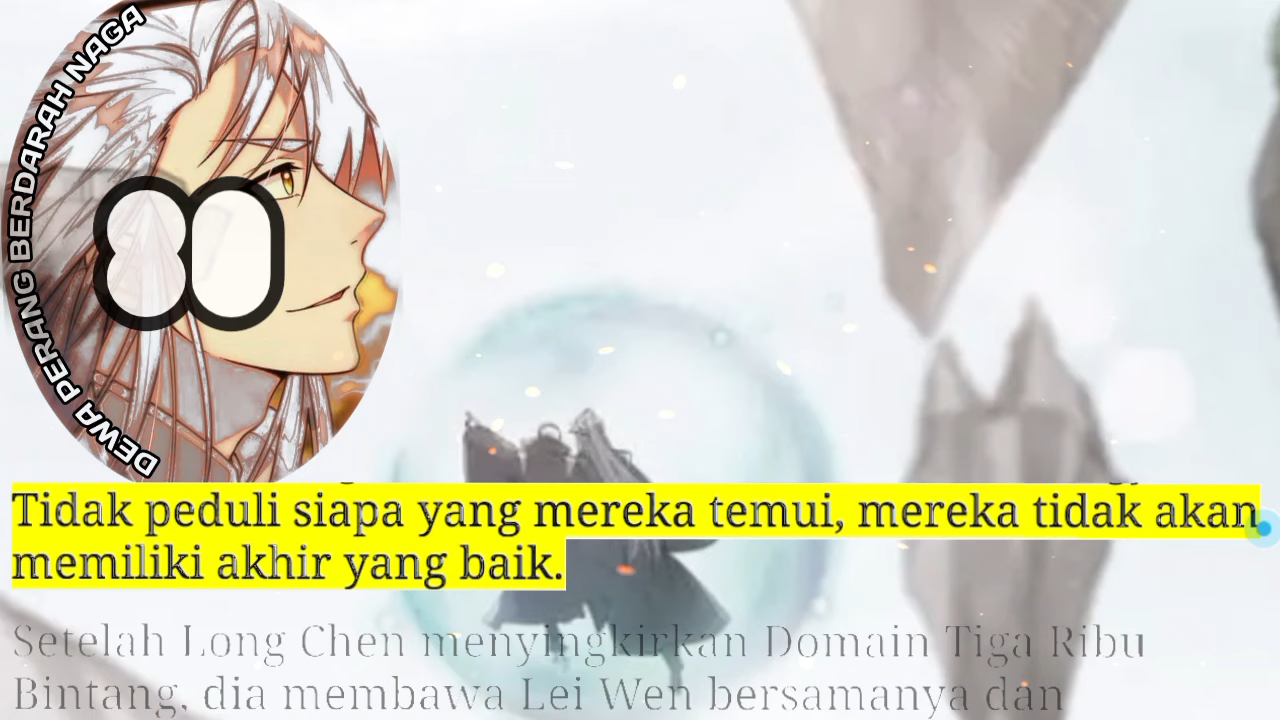 DEWA PERANG BERDARAH NAGA
80
Tidak peduli siapa yang mereka temui, mereka tidak akan
memiliki akhir yang baik.
Setelah Long Chen menyingkirkan Domain Tiga Ribu
Bintang, dia membawa Lei Wen bersamanya dan